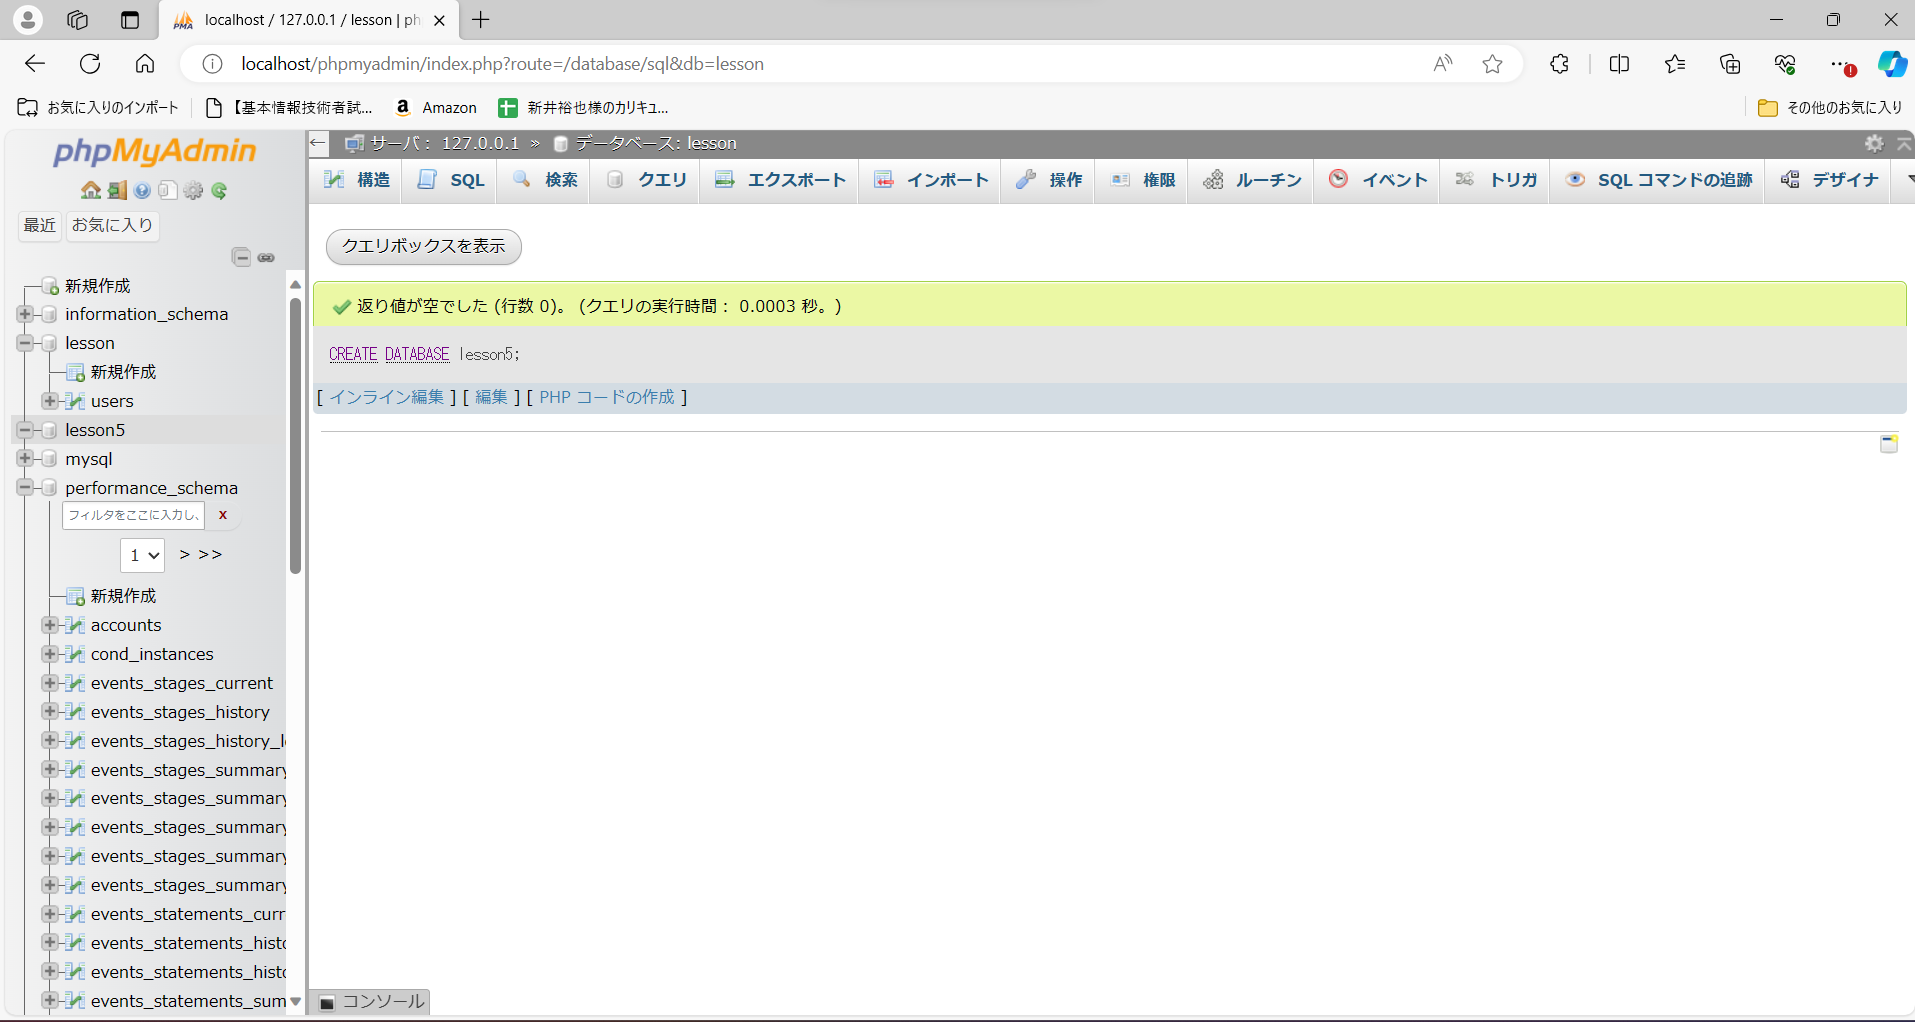 localhost / 127.0.0.1 / lesson | ph
localhost/phpmyadmin/index.php?route=/database/sql&db=lesson
お気に入りのインポート
【基本情報技術者試...
Amazon
新井裕也様のカリキュ...
その他のお気に入り
phpMyAdmin
最近
お気に入り
新規作成
information_schema
lesson
新規作成
users
lesson5
mysql
performance_schema
フィルタをここに入力し、
x
1
> >>
新規作成
accounts
cond_instances
events_stages_current
events_stages_history
events_stages_history_l
events_stages_summary
events_stages_summary
events_stages_summary
events_stages_summary
events_stages_summary
events_statements_curr
events_statements_histo
events_statements_histo
events_statements_sum
サーバ： 127.0.0.1 » データベース: lesson
構造
SQL
検索
クエリ
エクスポート
インポート
操作
権限
ルーチン
イベント
トリガ
SQL コマンドの追跡
デザイナ
クエリボックスを表示
返り値が空でした (行数 0)。 (クエリの実行時間： 0.0003 秒。)
CREATE DATABASE lesson5;
[ インライン編集 ] [ 編集 ] [ PHP コードの作成 ]
コンソール